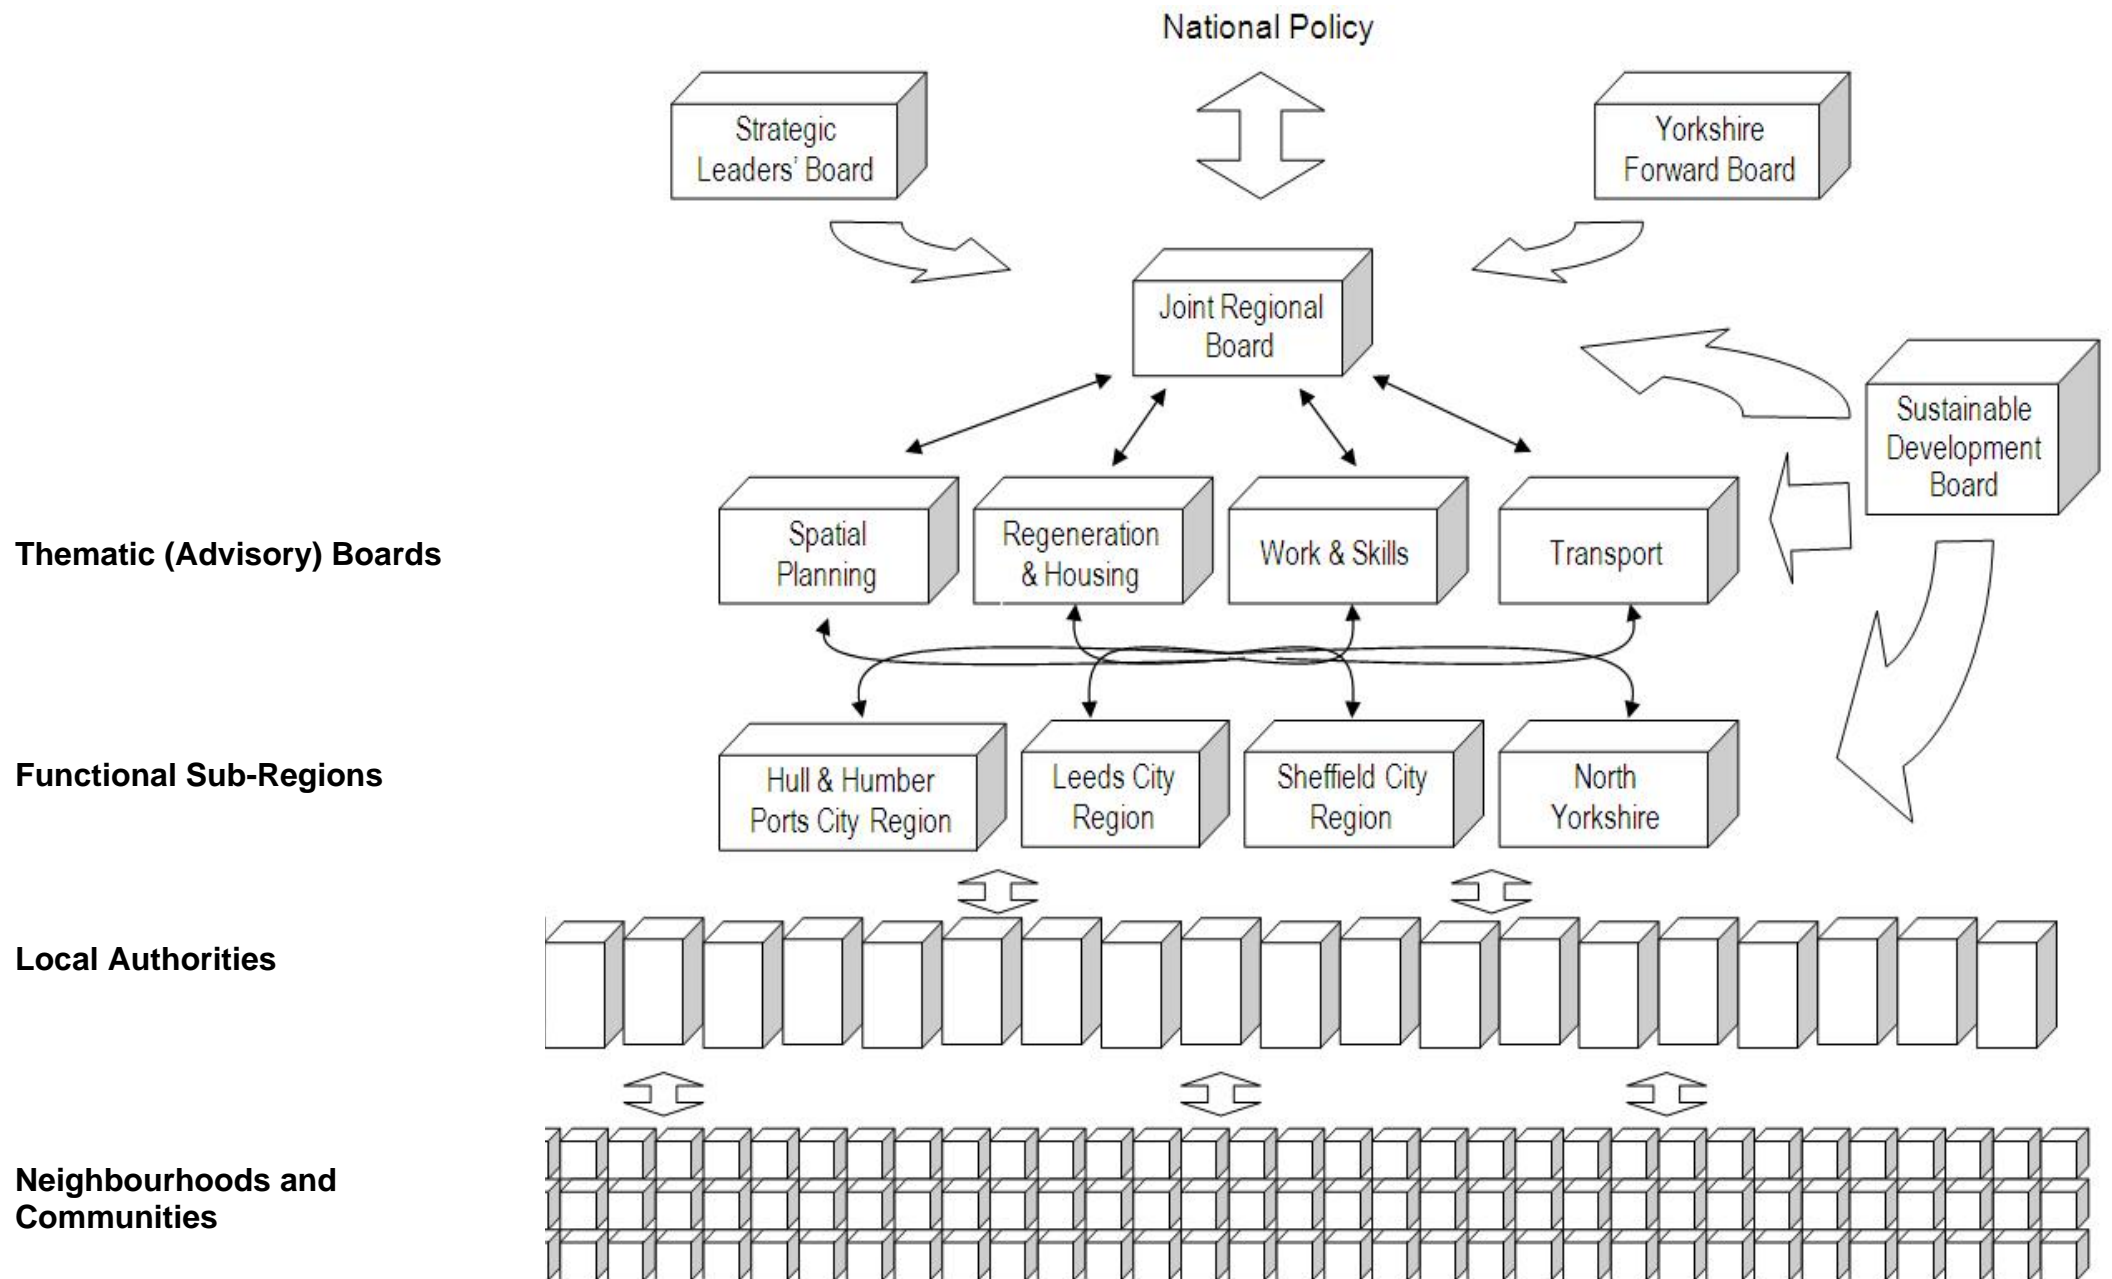 National Policy
Strategic
Leaders' Board
Yorkshire
Forward Board
Joint Regional
Board
Sustainable
Development
Board
Thematic (Advisory) Boards
Spatial
Planning
Regeneration
& Housing
Work & Skills
Transport
Functional Sub-Regions
Hull & Humber
Ports City Region
Leeds City
Region
Sheffield City
Region
North
Yorkshire
Local Authorities
Neighbourhoods and
Communities